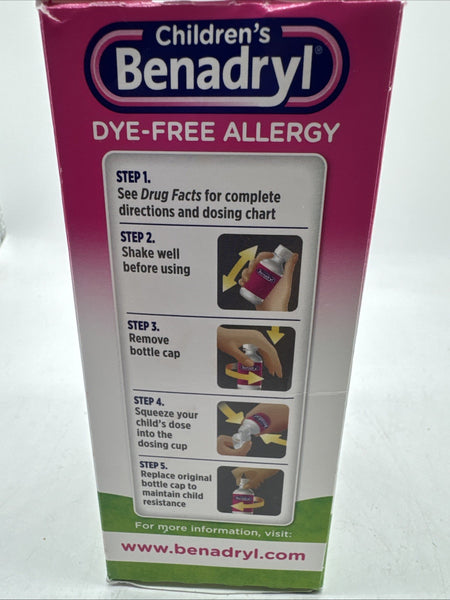 Children's
Benadryl®
DYE-FREE ALLERGY
STEP 1.
See Drug Facts for complete
directions and dosing chart
STEP 2.
Shake well
before using
STEP 3.
Remove
bottle cap
STEP 4.
Squeeze your
child's dose
into the
dosing cup
STEP 5.
Replace original
bottle cap to
maintain child
resistance
For more information, visit:
www.benadryl.com